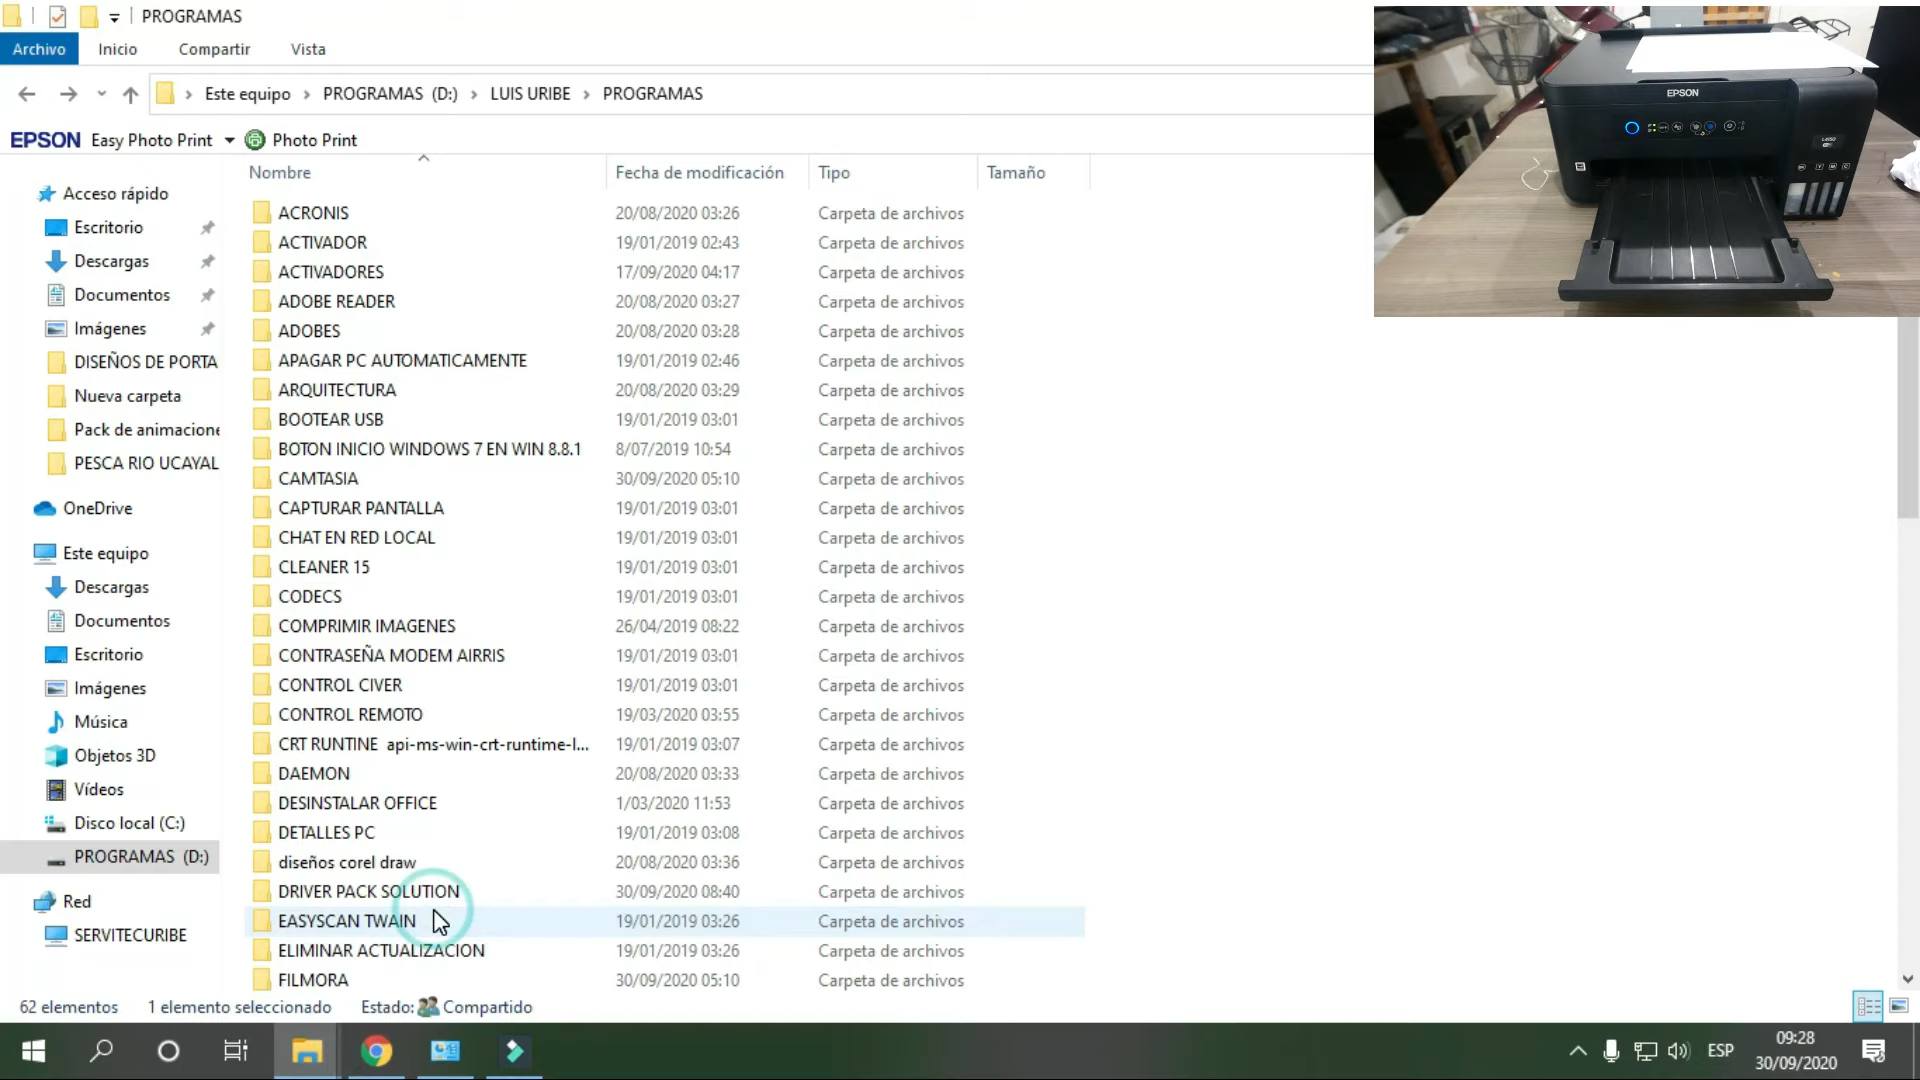 PROGRAMAS
Archivo Inicio Compartir Vista
Este equipo PROGRAMAS (D:) LUIS URIBE PROGRAMAS
EPSON Easy Photo Print Photo Print
Nombre Fecha de modificación Tipo Tamaño
Acceso rápido
Escritorio
Descargas
Documentos
Imágenes
DISEÑOS DE PORTA
Nueva carpeta
Pack de animacione
PESCA RIO UCAYAL
OneDrive
Este equipo
Descargas
Documentos
Escritorio
Imágenes
Música
Objetos 3D
Vídeos
Disco local (C:)
PROGRAMAS (D:)
Red
SERVITECURIBE
ACRONIS 20/08/2020 03:26 Carpeta de archivos
ACTIVADOR 19/01/2019 02:43 Carpeta de archivos
ACTIVADORES 17/09/2020 04:17 Carpeta de archivos
ADOBE READER 20/08/2020 03:27 Carpeta de archivos
ADOBES 20/08/2020 03:28 Carpeta de archivos
APAGAR PC AUTOMATICAMENTE 19/01/2019 02:46 Carpeta de archivos
ARQUITECTURA 20/08/2020 03:29 Carpeta de archivos
BOOTEAR USB 19/01/2019 03:01 Carpeta de archivos
BOTON INICIO WINDOWS 7 EN WIN 8.8.1 8/07/2019 10:54 Carpeta de archivos
CAMTASIA 30/09/2020 05:10 Carpeta de archivos
CAPTURAR PANTALLA 19/01/2019 03:01 Carpeta de archivos
CHAT EN RED LOCAL 19/01/2019 03:01 Carpeta de archivos
CLEANER 15 19/01/2019 03:01 Carpeta de archivos
CODECS 19/01/2019 03:01 Carpeta de archivos
COMPRIMIR IMAGENES 26/04/2019 08:22 Carpeta de archivos
CONTRASEÑA MODEM AIRRIS 19/01/2019 03:01 Carpeta de archivos
CONTROL CIVER 19/01/2019 03:01 Carpeta de archivos
CONTROL REMOTO 19/03/2020 03:55 Carpeta de archivos
CRT RUNTINE api-ms-win-crt-runtime-l... 19/01/2019 03:07 Carpeta de archivos
DAEMON 20/08/2020 03:33 Carpeta de archivos
DESINSTALAR OFFICE 1/03/2020 11:53 Carpeta de archivos
DETALLES PC 19/01/2019 03:08 Carpeta de archivos
diseños corel draw 20/08/2020 03:36 Carpeta de archivos
DRIVER PACK SOLUTION 30/09/2020 08:40 Carpeta de archivos
EASYSCAN TWAIN 19/01/2019 03:26 Carpeta de archivos
ELIMINAR ACTUALIZACION 19/01/2019 03:26 Carpeta de archivos
FILMORA 30/09/2020 05:10 Carpeta de archivos
62 elementos 1 elemento seleccionado Estado: Compartido
EPSON
ESP
09:28
30/09/2020